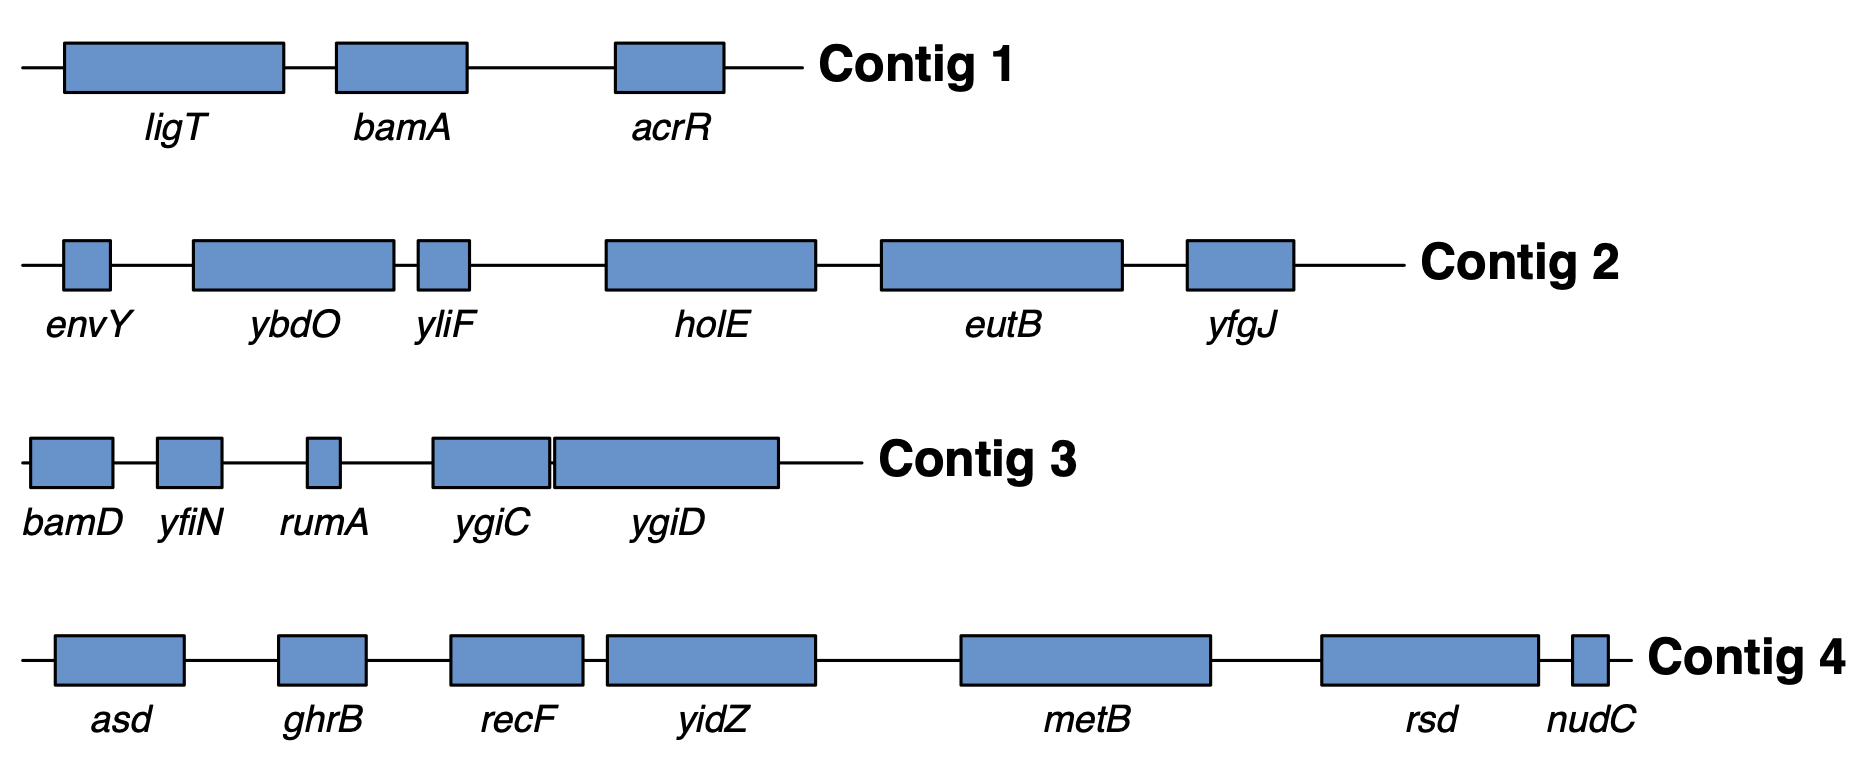 Contig 1
ligT bamA acrR
Contig 2
envY ybdO yliF holE eutB yfgJ
Contig 3
bamD yfiN rumA ygiC ygiD
Contig 4
asd ghrB recF yidZ metB rsd nudC